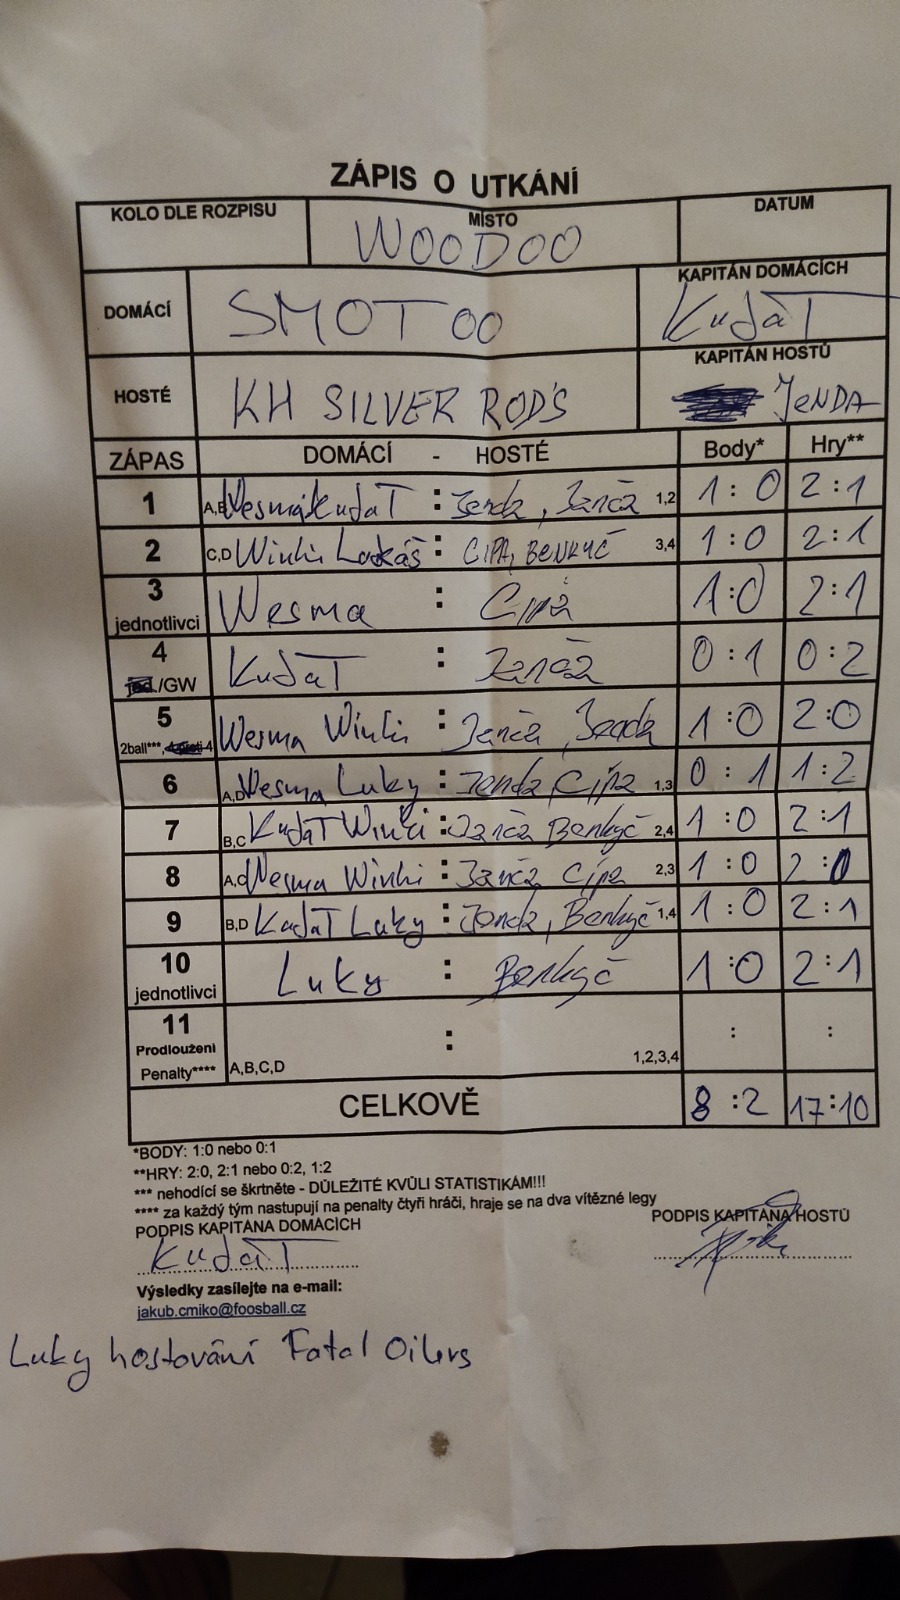 ZÁPIS O UTKÁNÍ
KOLO DLE ROZPISU MÍSTO DATUM
WOODOO
DOMÁCÍ SMOTOO KAPITÁN DOMÁCÍCH
KudaT
HOSTÉ KH SILVER ROD'S KAPITÁN HOSTŮ
JENDA
ZÁPAS DOMÁCÍ - HOSTÉ Body* Hry**
1 A,B Wesma KudaT : Jenda, Janča 1,2 1:0 2:1
2 C,D Winki Lukáš : CIPA, BENKYČ 3,4 1:0 2:1
3 jednotlivci Wesma : Cipa 1:0 2:1
4 /GW KudaT : Janča 0:1 0:2
5 2ball***, Wesma Winki : Janča, Jenda 1:0 2:0
6 A,D Wesma Luky : Jenda, Cipa 1,3 0:1 1:2
7 B,C KudaT Winki : Janča Benkyč 2,4 1:0 2:1
8 A,C Wesma Winki : Janča Cipa 2,3 1:0 2:0
9 B,D KudaT Luky : Jenda, Benkyč 1,4 1:0 2:1
10 jednotlivci Luky : Benkyč 1:0 2:1
11 : : :
Prodloužení
Penalty**** A,B,C,D 1,2,3,4
CELKOVĚ 8:2 17:10
*BODY: 1:0 nebo 0:1
**HRY: 2:0, 2:1 nebo 0:2, 1:2
*** nehodící se škrtněte - DŮLEŽITÉ KVŮLI STATISTIKÁM!!!
**** za každý tým nastupují na penalty čtyři hráči, hraje se na dva vítězné legy
PODPIS KAPITÁNA DOMÁCÍCH PODPIS KAPITÁNA HOSTŮ
KudaT
Výsledky zasílejte na e-mail:
jakub.cmiko@foosball.cz
Luky hostování Fatal Oilers